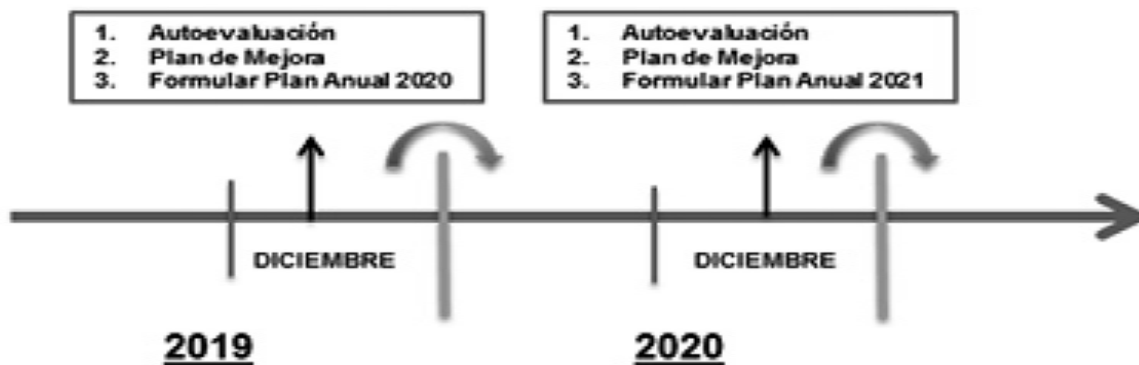 1. Autoevaluación
2. Plan de Mejora
3. Formular Plan Anual 2020
1. Autoevaluación
2. Plan de Mejora
3. Formular Plan Anual 2021
DICIEMBRE
DICIEMBRE
2019
2020